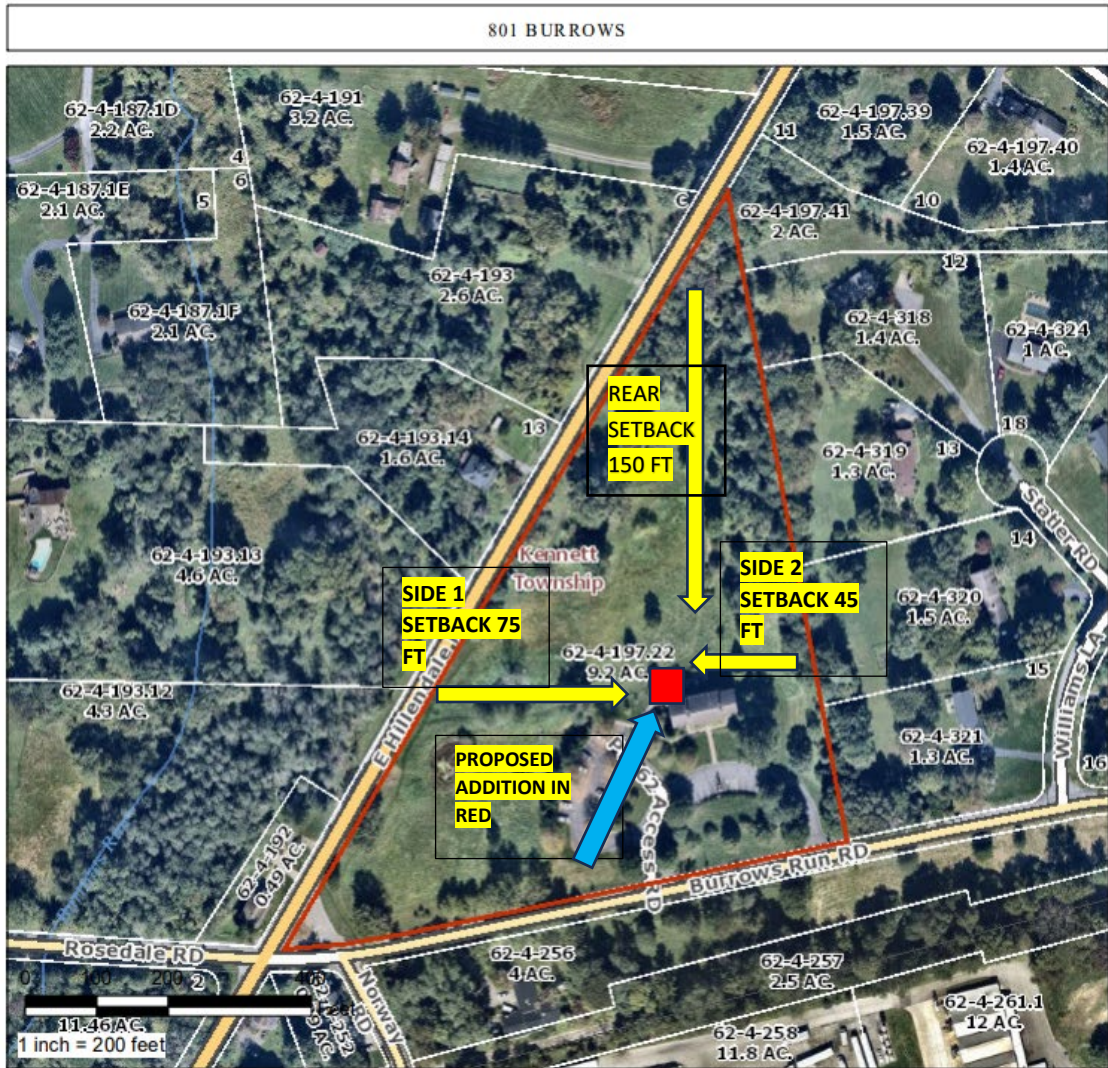 801 BURROWS
62-4-187.1D
2.2 AC.
62-4-191
3.2 AC.
62-4-197.39
1.5 AC.
62-4-197.40
1.4 AC.
11
4
6
5
62-4-187.1E
2.1 AC.
C
10
62-4-197.41
2 AC.
12
62-4-193
2.6 AC.
62-4-187.1F
2.1 AC.
62-4-318
1.4 AC.
62-4-324
1 AC.
REAR
SETBACK
150 FT
18
13
62-4-193.14
1.6 AC.
13
62-4-319
1.3 AC.
Statler RD
14
Kennett
Township
62-4-193.13
4.6 AC.
SIDE 1
SETBACK 75
FT
SIDE 2
SETBACK 45
FT
62-4-320
1.5 AC.
62-4-197.22
9.2 AC.
15
Williams LA
62-4-193.12
4.3 AC.
E Hillendale
62-4-321
1.3 AC.
16
PROPOSED
ADDITION IN
RED
62 Access RD
62-4-192
0.49 AC.
Burrows Run RD
Rosedale RD
62-4-256
4 AC.
62-4-257
2.5 AC.
2
Norway
RD
62-4-261.1
12 AC.
0
100
200
11.46 AC.
62-4-258
11.8 AC.
1 inch = 200 feet